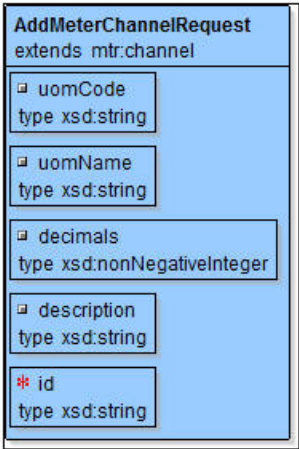 AddMeterChannelRequest
extends mtr:channel
uomCode
type xsd:string
uomName
type xsd:string
decimals
type xsd:nonNegativeInteger
description
type xsd:string
* id
type xsd:string